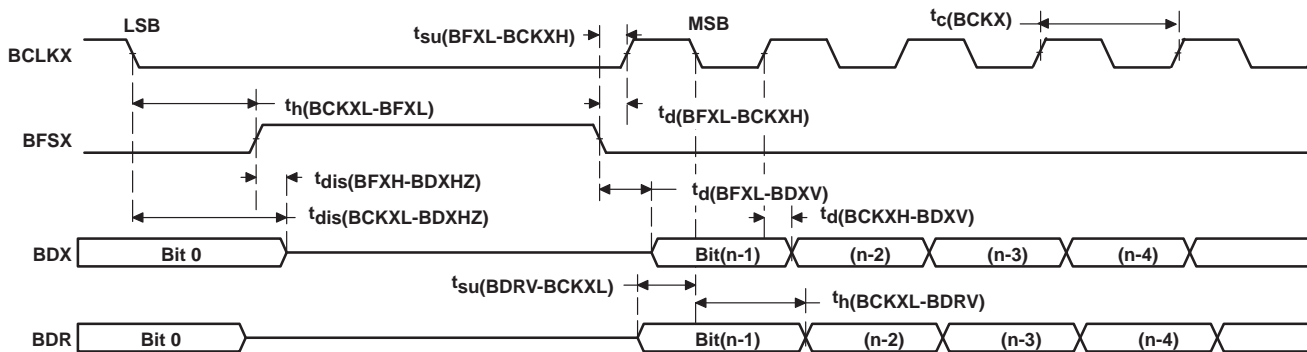 LSB
MSB
tc(BCKX)
tsu(BFXL-BCKXH)
BCLKX
th(BCKXL-BFXL)
td(BFXL-BCKXH)
BFSX
tdis(BFXH-BDXHZ)
td(BFXL-BDXV)
tdis(BCKXL-BDXHZ)
td(BCKXH-BDXV)
BDX Bit 0 Bit(n-1) (n-2) (n-3) (n-4)
tsu(BDRV-BCKXL)
th(BCKXL-BDRV)
BDR Bit 0 Bit(n-1) (n-2) (n-3) (n-4)